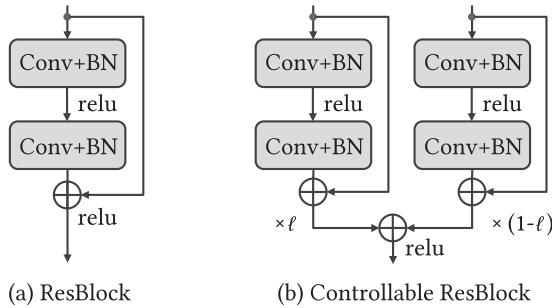 Conv+BN
relu
Conv+BN
relu
(a) ResBlock
Conv+BN
relu
Conv+BN
×ℓ
Conv+BN
relu
Conv+BN
× (1-ℓ)
relu
(b) Controllable ResBlock